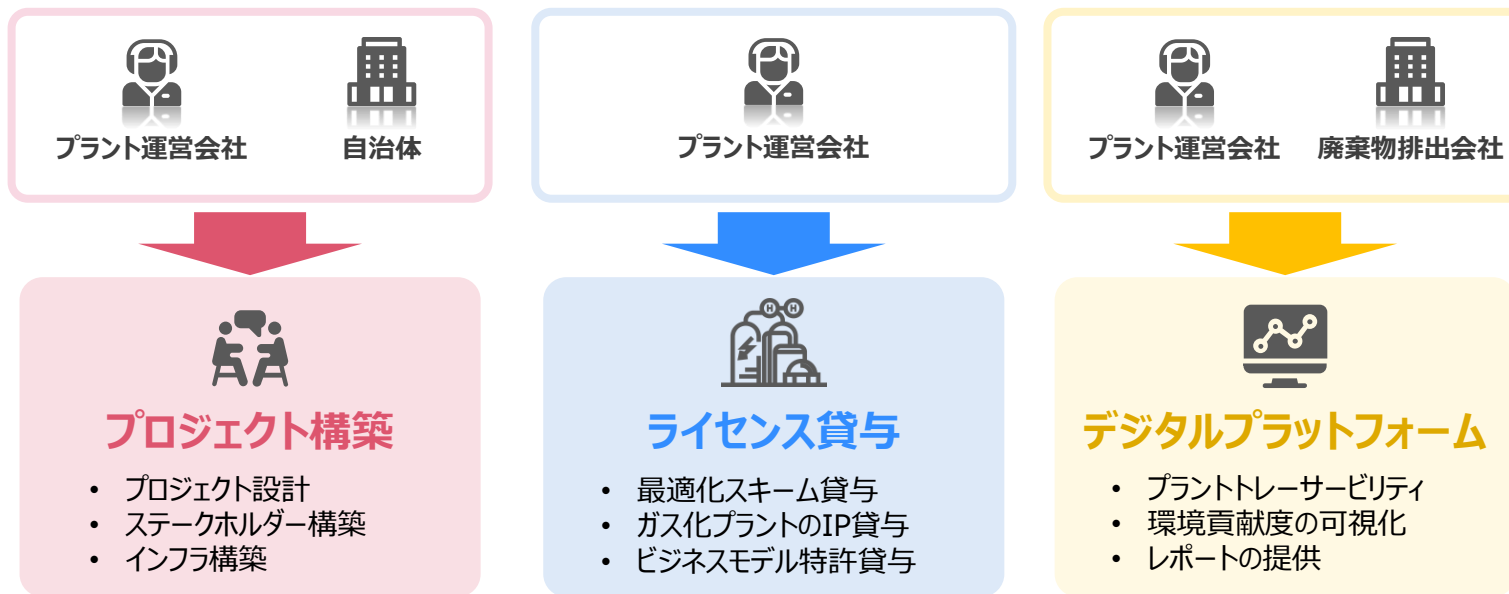 プラント運営会社
自治体
プラント運営会社
プラント運営会社
廃棄物排出会社
プロジェクト構築
• プロジェクト設計
• ステークホルダー構築
• インフラ構築
H H
ライセンス貸与
• 最適化スキーム貸与
• ガス化プラントのIP貸与
• ビジネスモデル特許貸与
デジタルプラットフォーム
• プラントトレーサービリティ
• 環境貢献度の可視化
• レポートの提供